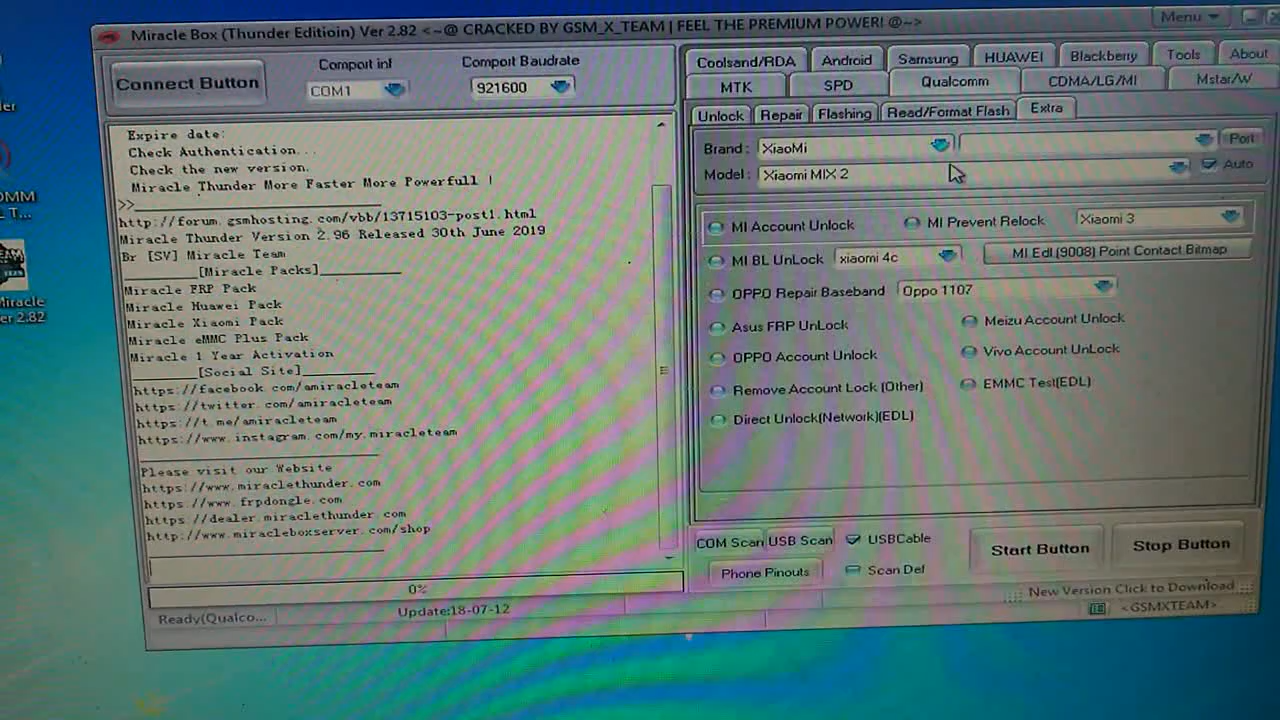 Miracle Box (Thunder Editioin) Ver 2.82 <~@ CRACKED BY GSM_X_TEAM | FEEL THE PREMIUM POWER! @~>
Menu
Connect Button
Comport inf
COM1
Comport Baudrate
921600
Coolsand/RDA
Android
Samsung
HUAWEI
Blackberry
Tools
About
MTK
SPD
Qualcomm
CDMA/LG/MI
Mstar/W
Unlock
Repair
Flashing
Read/Format Flash
Extra
Brand :
XiaoMi
Port
Model :
Xiaomi MIX 2
Auto
Expire date:
Check Authentication...
Check the new version.
Miracle Thunder More Faster More Powerfull !
>>
http://forum.gsmhosting.com/vbb/13715103-post1.html
Miracle Thunder Version 2.96 Released 30th June 2019
Br [SV] Miracle Team
[Miracle Packs]
Miracle FRP Pack
Miracle Huawei Pack
Miracle Xiaomi Pack
Miracle eMMC Plus Pack
Miracle 1 Year Activation
[Social Site]
https://facebook.com/amiracleteam
https://twitter.com/amiracleteam
https://t.me/amiracleteam
https://www.instagram.com/my.miracleteam
Please visit our Website
https://www.miraclethunder.com
https://www.frpdongle.com
https://dealer.miraclethunder.com
http://www.miracleboxserver.com/shop
MI Account Unlock
MI Prevent Relock
Xiaomi 3
MI BL UnLock
xiaomi 4c
MI Edl (9008) Point Contact Bitmap
OPPO Repair Baseband
Oppo 1107
Asus FRP UnLock
Meizu Account Unlock
OPPO Account Unlock
Vivo Account UnLock
Remove Account Lock (Other)
EMMC Test(EDL)
Direct Unlock(Network)(EDL)
COM Scan
USB Scan
USBCable
Start Button
Stop Button
Phone Pinouts
Scan Def
0%
New Version Click to Download
Ready(Qualco...
Update:18-07-12
<GSMXTEAM>
Miracle
er 2.82